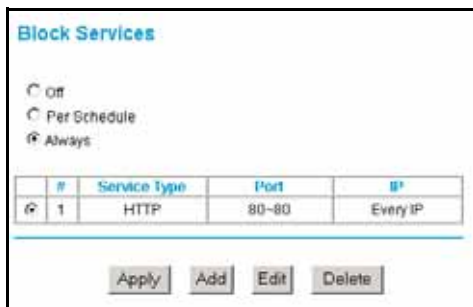 Block Services
Off
Per Schedule
Always
# Service Type Port IP
1 HTTP 80~80 Every IP
Apply Add Edit Delete